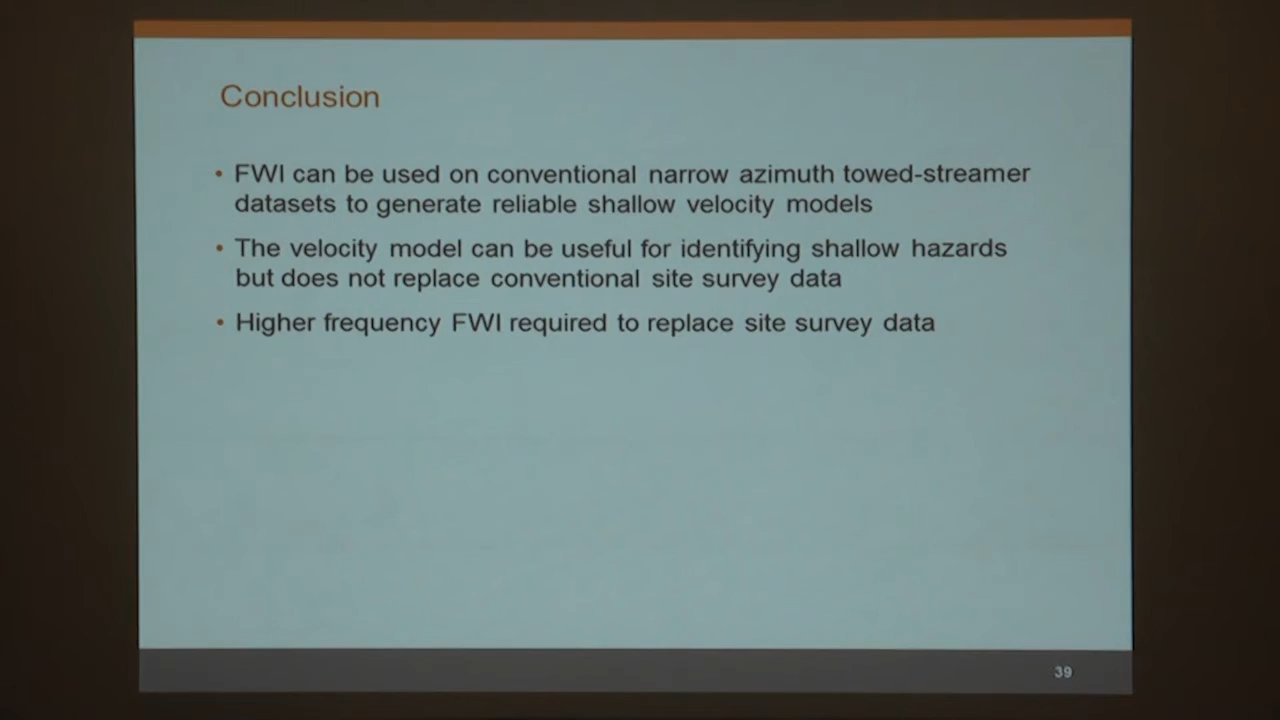 Conclusion
• FWI can be used on conventional narrow azimuth towed-streamer
datasets to generate reliable shallow velocity models
• The velocity model can be useful for identifying shallow hazards
but does not replace conventional site survey data
• Higher frequency FWI required to replace site survey data
39